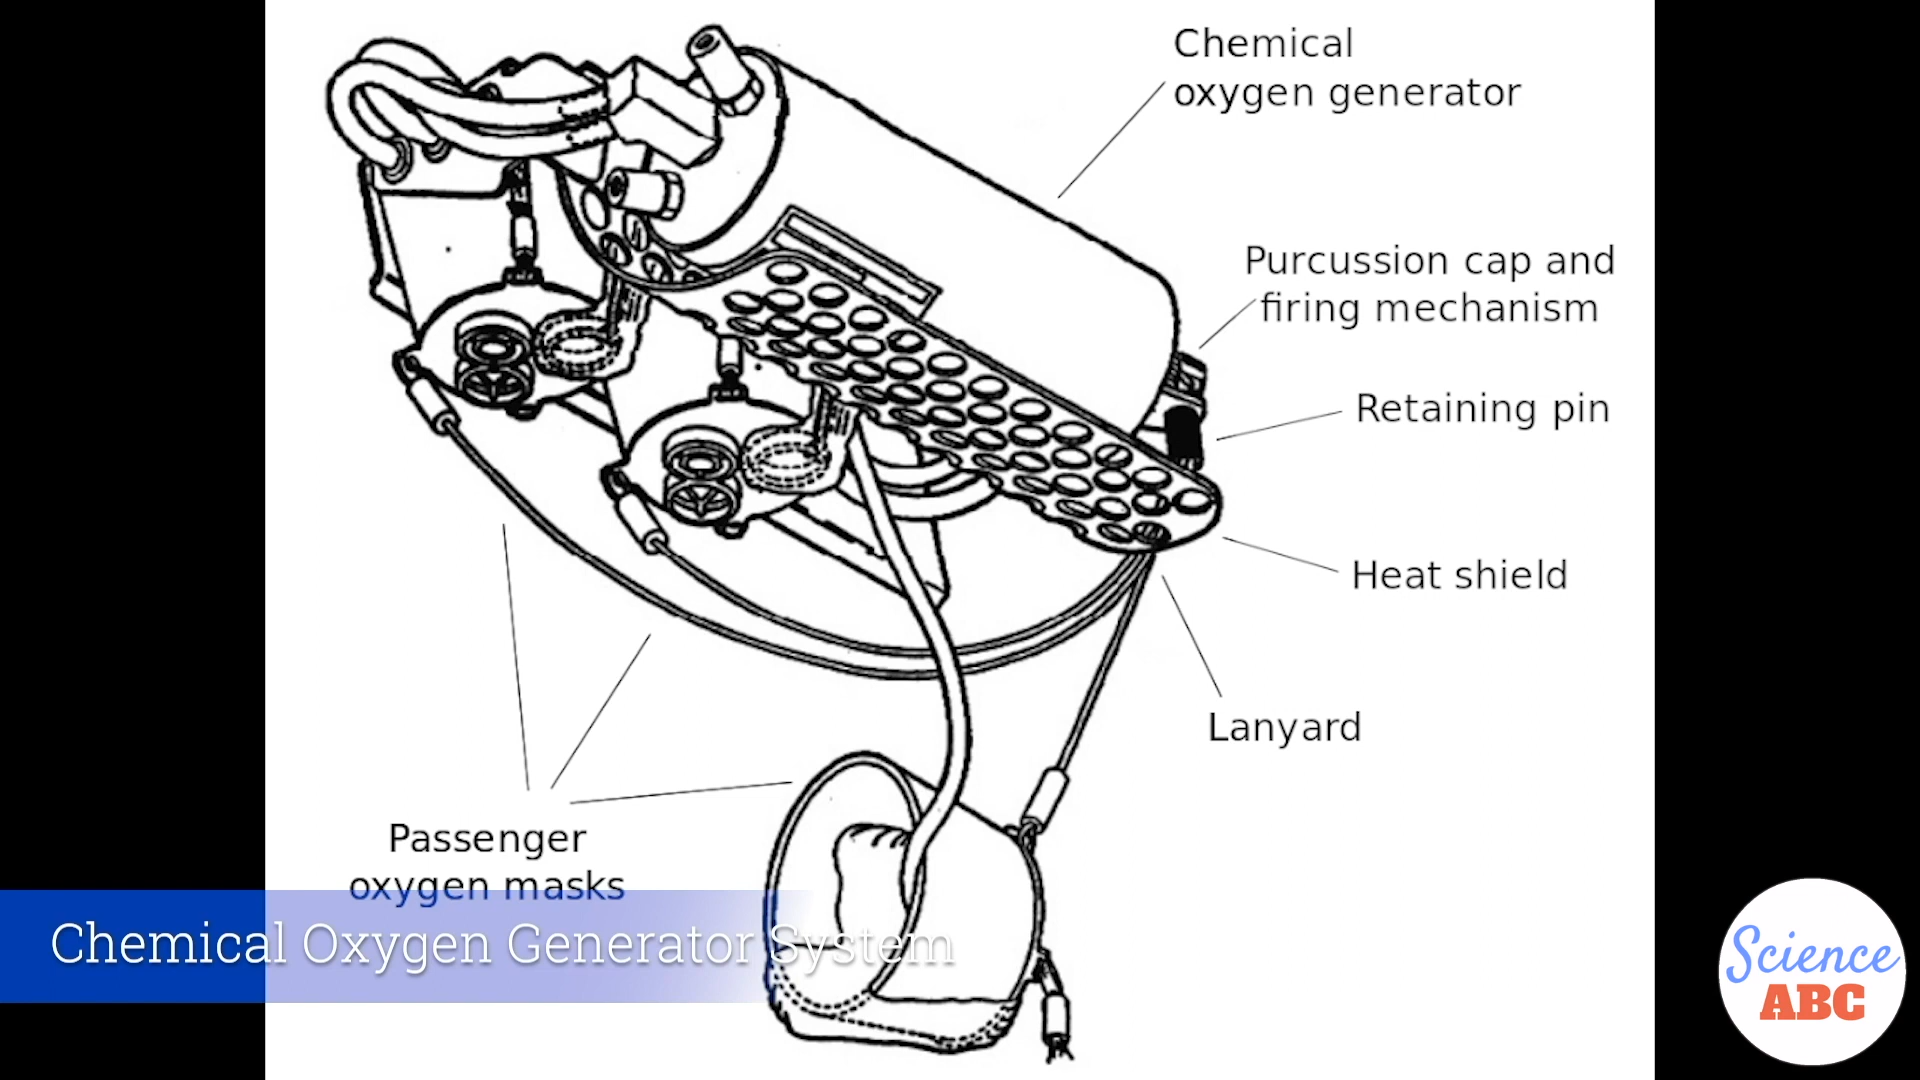 Chemical
oxygen generator
Purcussion cap and
firing mechanism
Retaining pin
Heat shield
Lanyard
Passenger
oxygen masks
Chemical Oxygen Generator System
Science
ABC